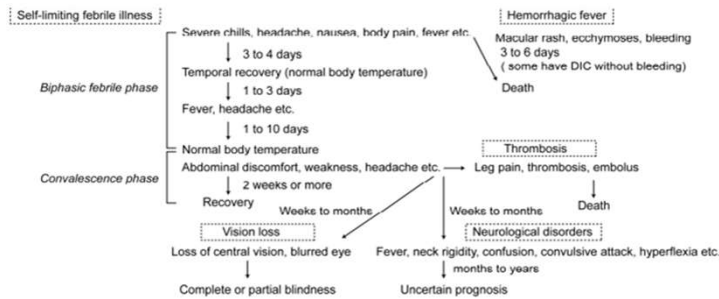 Self-limiting febrile illness
Hemorrhagic fever
Severe chills, headache, nausea, body pain, fever etc.
Macular rash, ecchymoses, bleeding
3 to 6 days
( some have DIC without bleeding)
Death
3 to 4 days
Temporal recovery (normal body temperature)
Biphasic febrile phase
1 to 3 days
Fever, headache etc.
1 to 10 days
Normal body temperature
Thrombosis
Abdominal discomfort, weakness, headache etc.
Leg pain, thrombosis, embolus
Convalescence phase
2 weeks or more
Recovery
Death
Weeks to months
Weeks to months
Vision loss
Neurological disorders
Loss of central vision, blurred eye
Fever, neck rigidity, confusion, convulsive attack, hyperflexia etc.
months to years
Complete or partial blindness
Uncertain prognosis